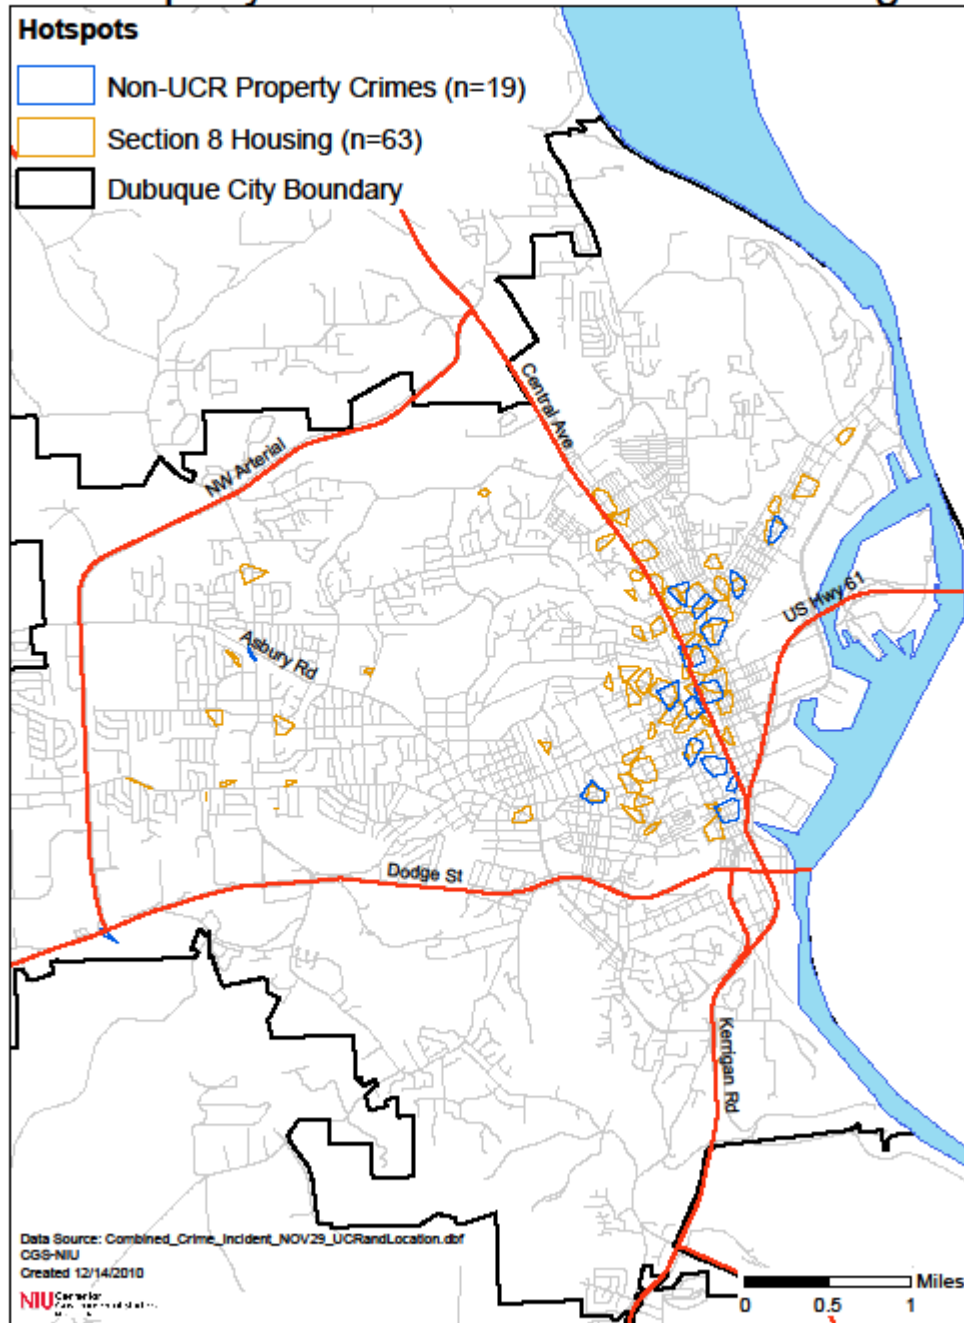 Hotspots
Non-UCR Property Crimes (n=19)
Section 8 Housing (n=63)
Dubuque City Boundary
Central Ave
NW Arterial
US Hwy 61
Asbury Rd
Dodge St
Kerrigan Rd
Data Source: Combined_Crime_Incident_NOV29_UCRandLocation.dbf
CGS-NIU
Created 12/14/2010
NIU Center for
Miles
0 0.5 1